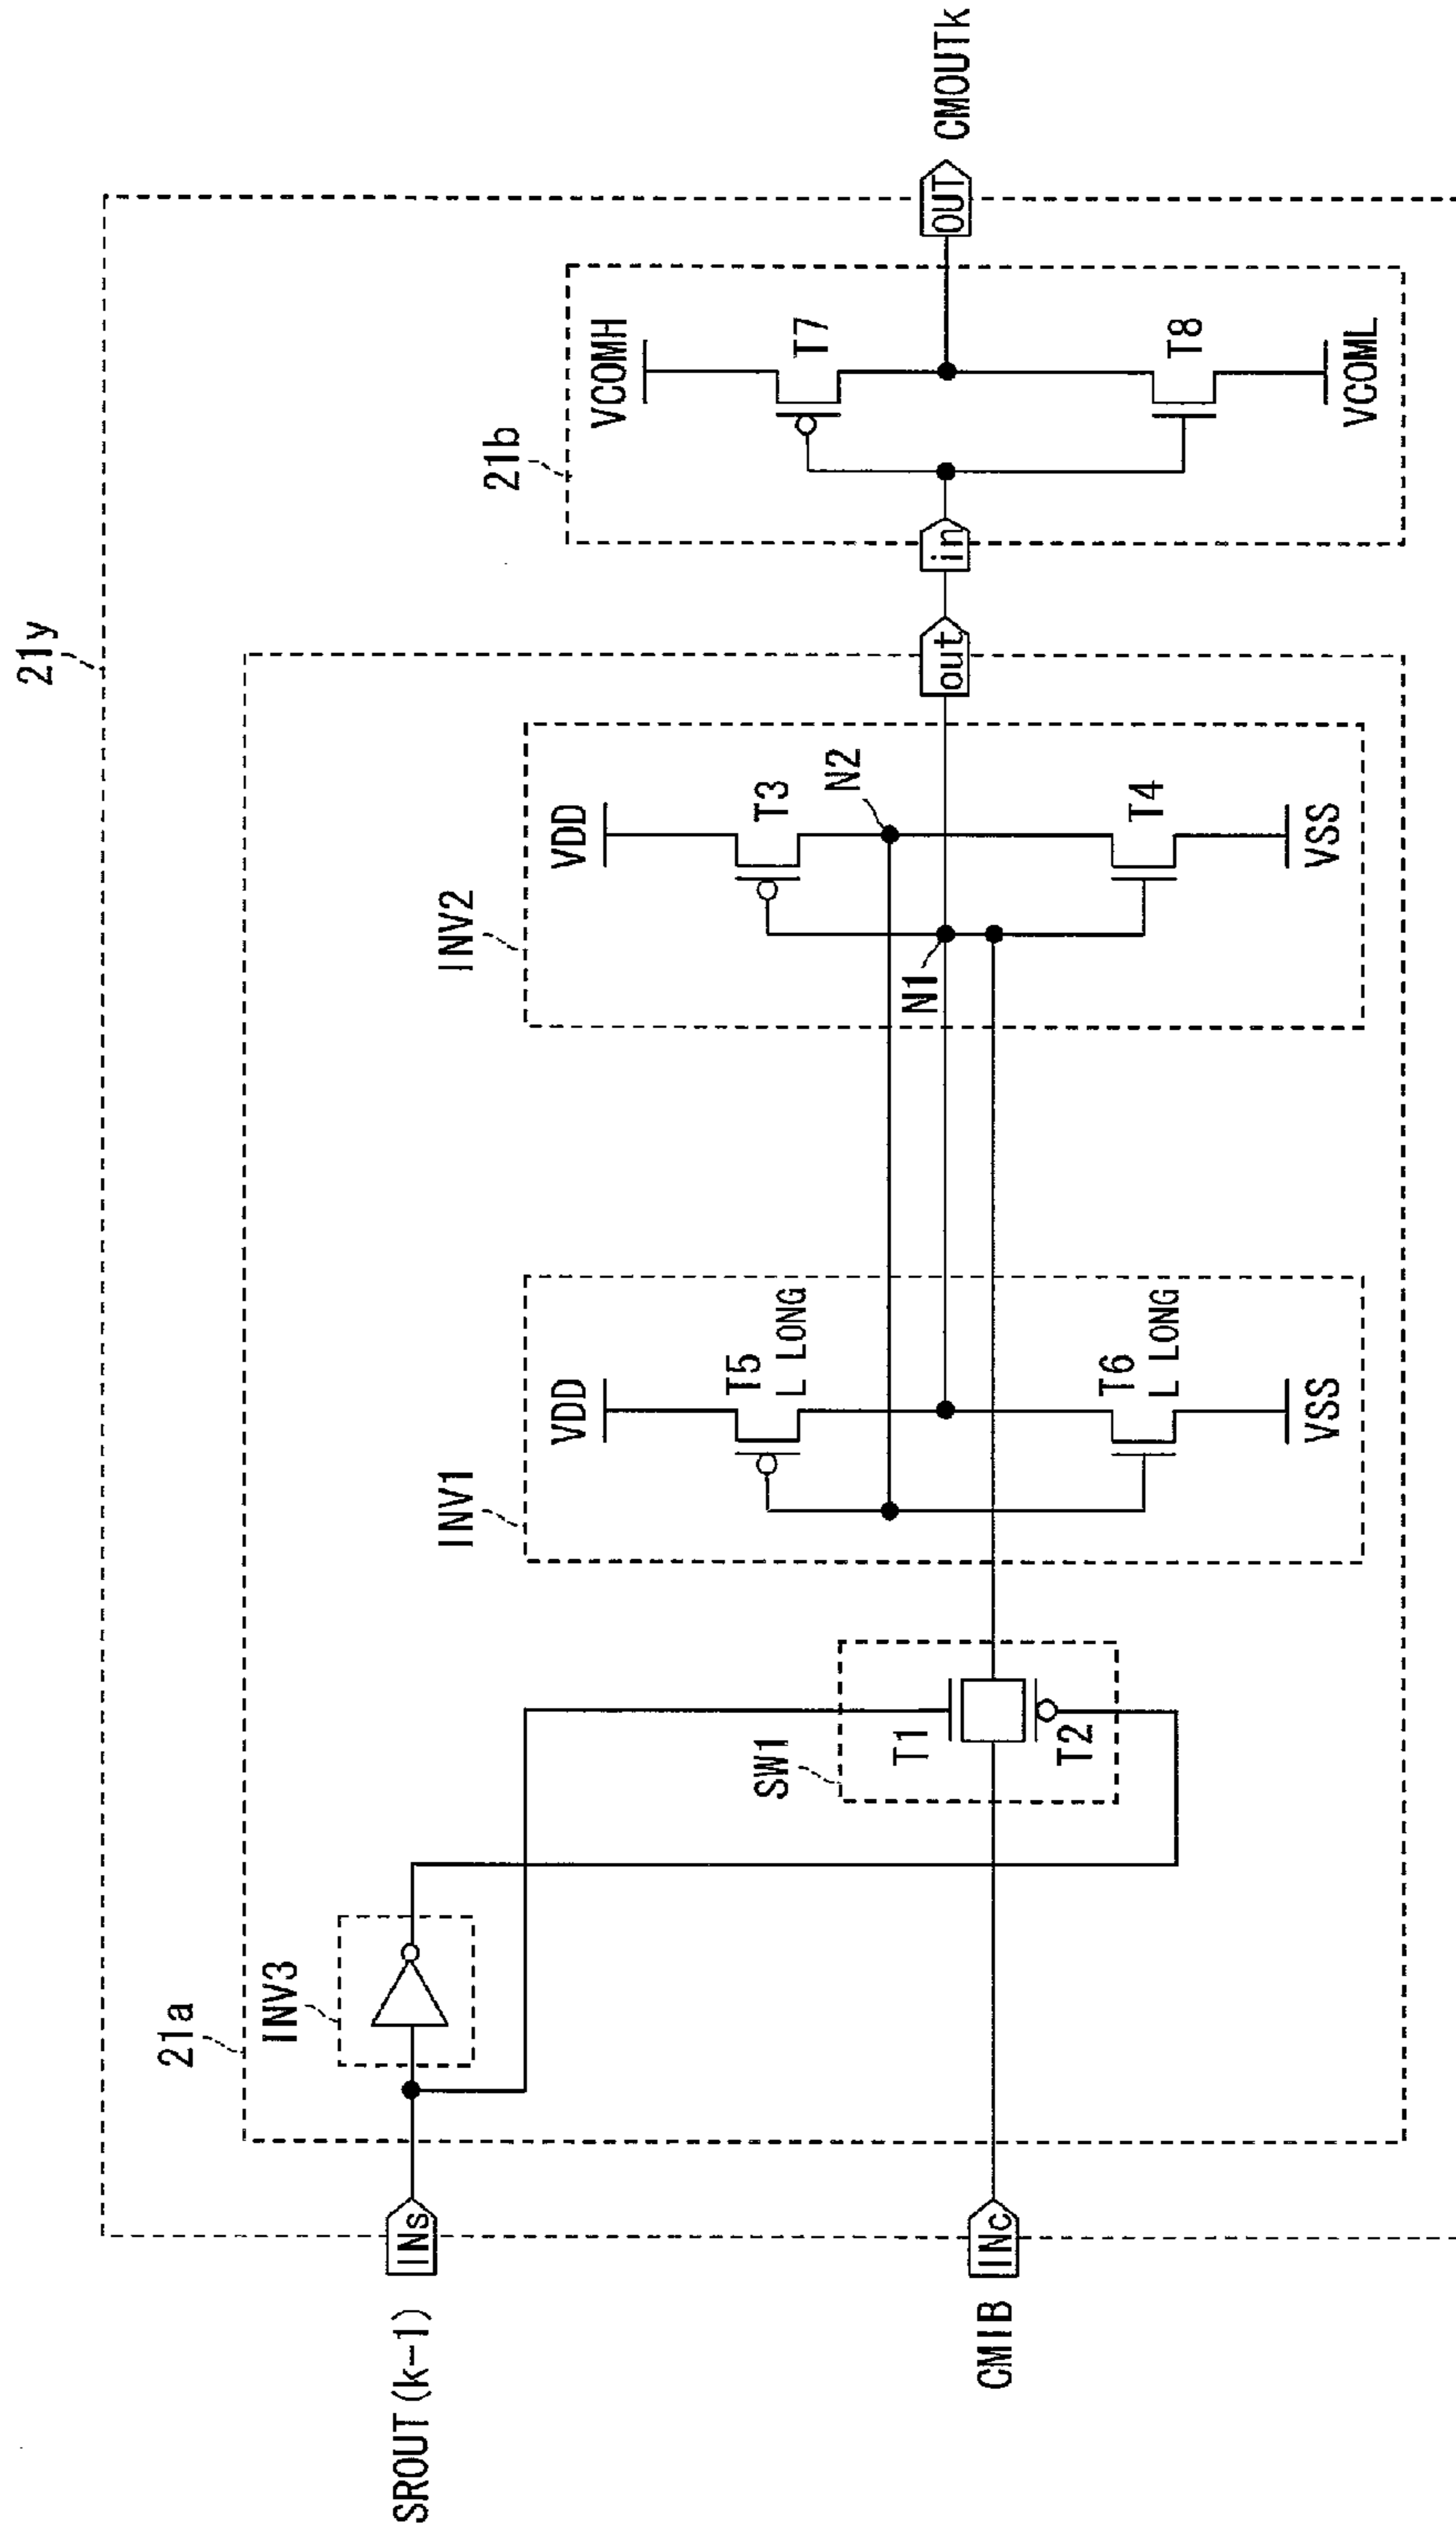 21y
21a
INV3
SROUT(k-1)
INs
CMIB
INc
SW1
T1
T2
INV1
VDD
T5
L LONG
T6
L LONG
VSS
INV2
VDD
T3
N2
N1
T4
VSS
out
in
21b
VCOMH
T7
T8
VCOML
OUT
CMOUTk